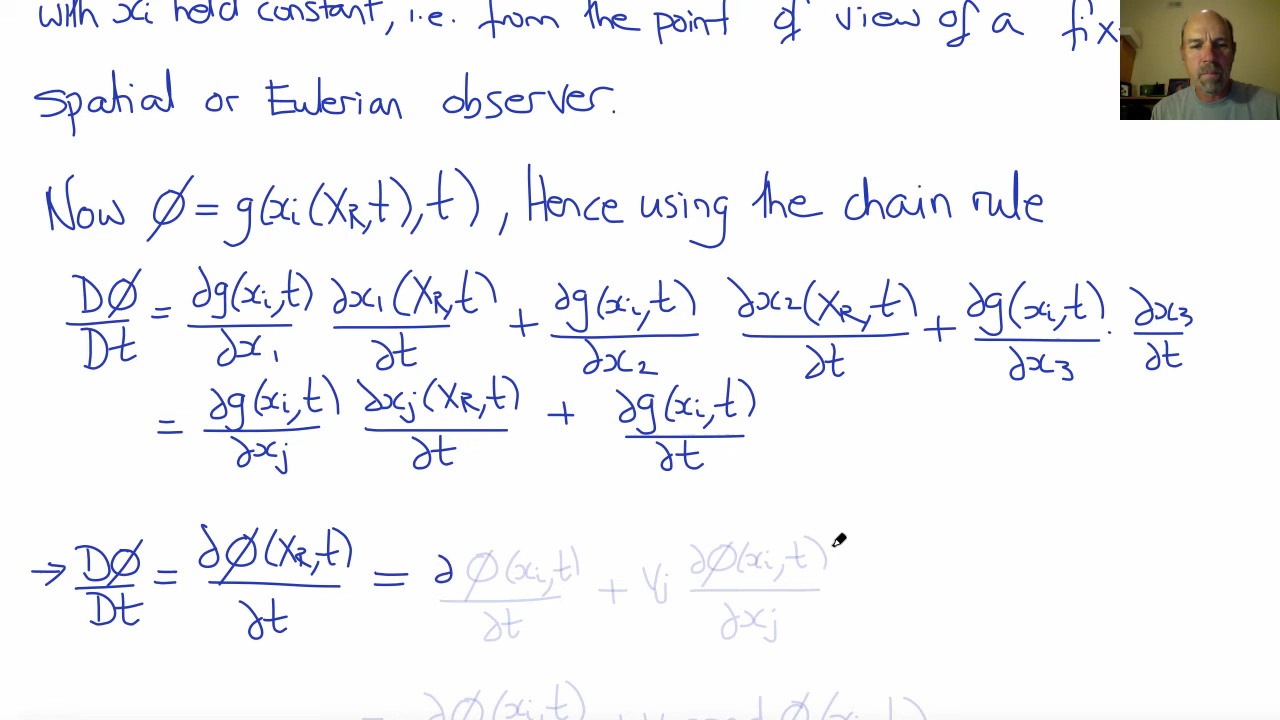 with xi held constant, i.e. from the point of view of a fix
spatial or Eulerian observer.
Now ∅ = g(xi(XR,t),t), Hence using the chain rule
D∅/Dt = ∂g(xi,t)/∂x1 ∂x1(XR,t)/∂t + ∂g(xi,t)/∂x2 ∂x2(XR,t)/∂t + ∂g(xi,t)/∂x3 · ∂x3/∂t
= ∂g(xi,t)/∂xj ∂xj(XR,t)/∂t + ∂g(xi,t)/∂t
→ D∅/Dt = ∂∅(XR,t)/∂t = ∂∅(xi,t)/∂t + Vj ∂∅(xi,t)/∂xj
= ∂∅(xi,t)